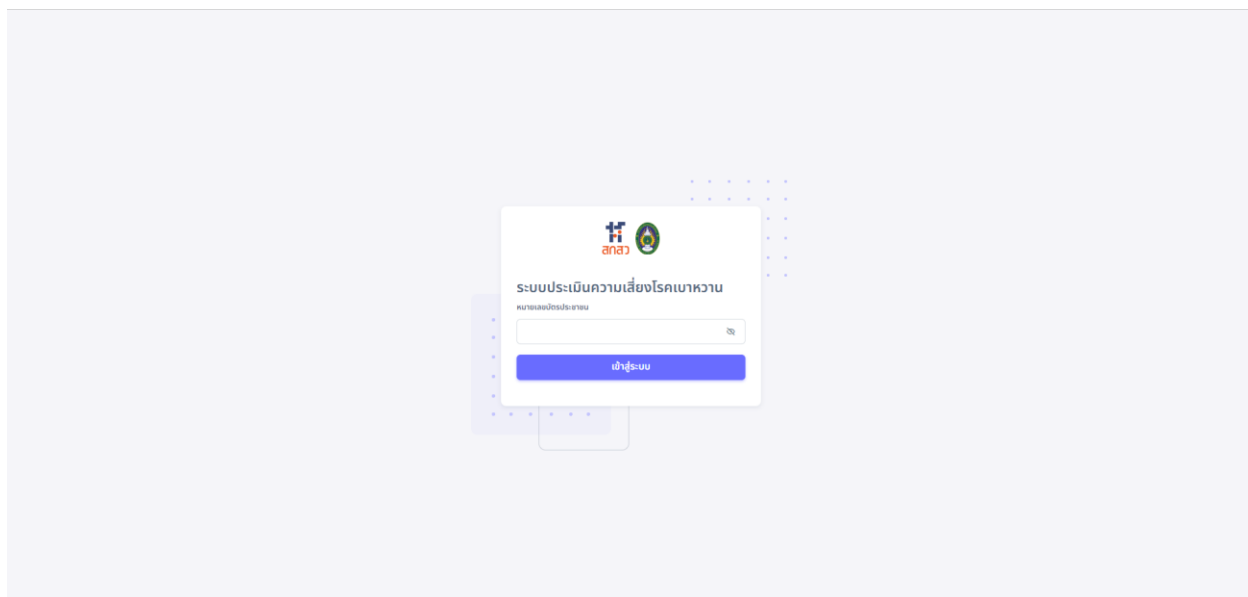 สกสว
ระบบประเมินความเสี่ยงโรคเบาหวาน
หมายเลขบัตรประชาชน
เข้าสู่ระบบ